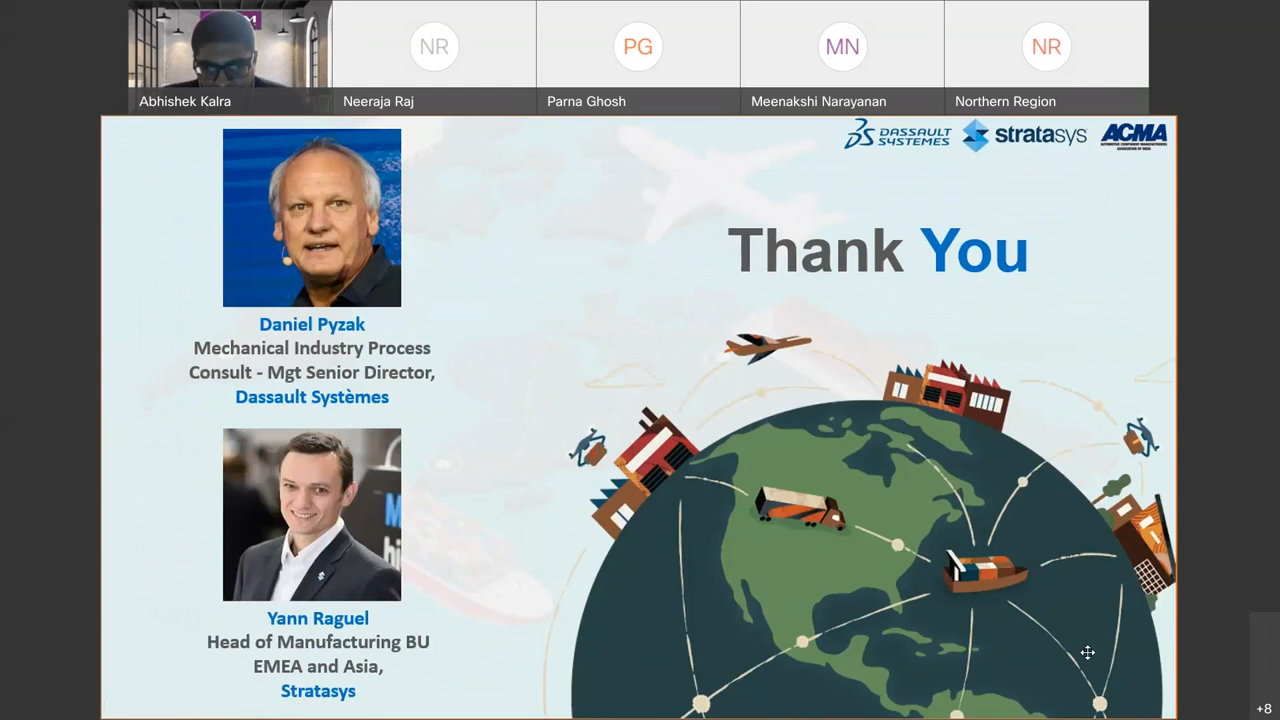 NR
PG
MN
NR
Abhishek Kalra
Neeraja Raj
Parna Ghosh
Meenakshi Narayanan
Northern Region
DASSAULT
SYSTEMES
stratasys
ACMA
Thank You
Daniel Pyzak
Mechanical Industry Process
Consult - Mgt Senior Director,
Dassault Systèmes
Yann Raguel
Head of Manufacturing BU
EMEA and Asia,
Stratasys
+8